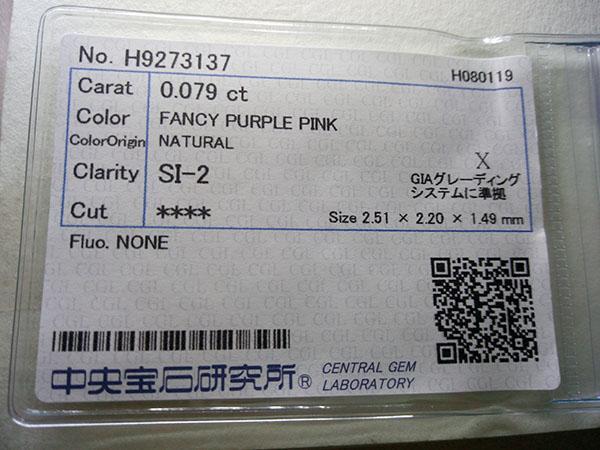 No. H9273137
H080119
Carat 0.079 ct
Color FANCY PURPLE PINK
ColorOrigin NATURAL
Clarity SI-2
X
GIAグレーディング
システムに準拠
Cut ****
Size 2.51 × 2.20 × 1.49 mm
Fluo. NONE
中央宝石研究所®
CENTRAL GEM
LABORATORY